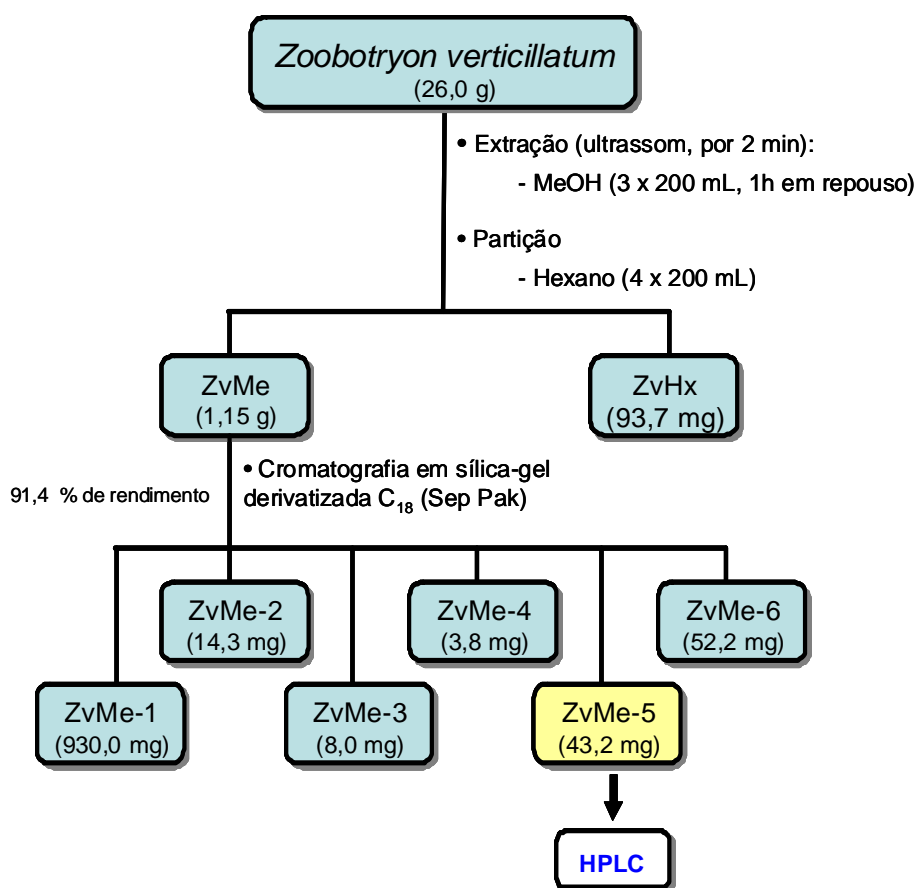 Zoobotryon verticillatum
(26,0 g)
• Extração (ultrassom, por 2 min):
- MeOH (3 x 200 mL, 1h em repouso)
• Partição
- Hexano (4 x 200 mL)
ZvMe
(1,15 g)
ZvHx
(93,7 mg)
91,4 % de rendimento
• Cromatografia em sílica-gel
derivatizada C18 (Sep Pak)
ZvMe-2
(14,3 mg)
ZvMe-4
(3,8 mg)
ZvMe-6
(52,2 mg)
ZvMe-1
(930,0 mg)
ZvMe-3
(8,0 mg)
ZvMe-5
(43,2 mg)
HPLC